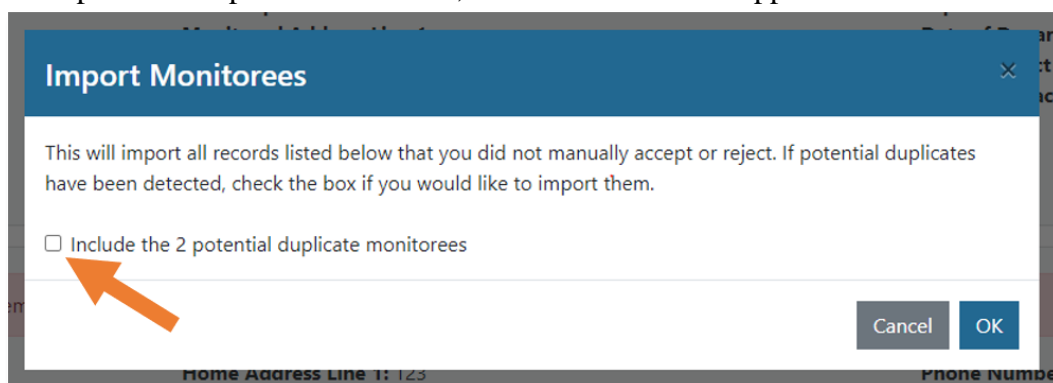 Import Monitorees ×
This will import all records listed below that you did not manually accept or reject. If potential duplicates
have been detected, check the box if you would like to import them.
Include the 2 potential duplicate monitorees
Cancel OK
Home Address Line 1: 123